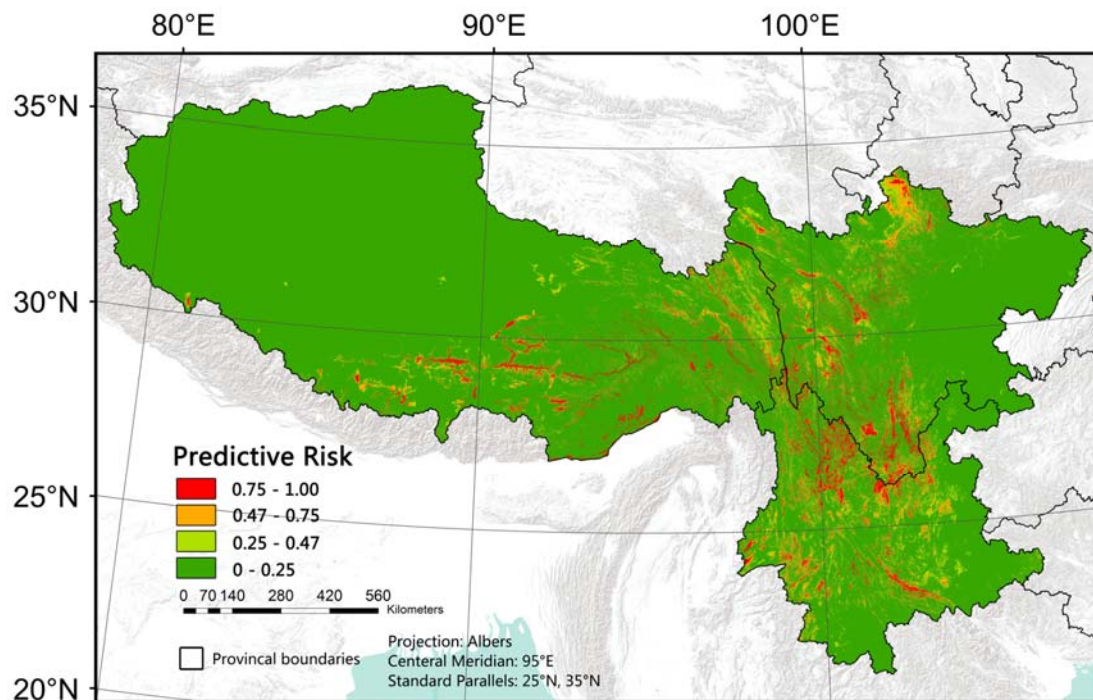 80°E 90°E 100°E
35°N
30°N
25°N
20°N
Predictive Risk
0.75 - 1.00
0.47 - 0.75
0.25 - 0.47
0 - 0.25
0 70 140 280 420 560
Kilometers
Provincal boundaries
Projection: Albers
Centeral Meridian: 95°E
Standard Parallels: 25°N, 35°N